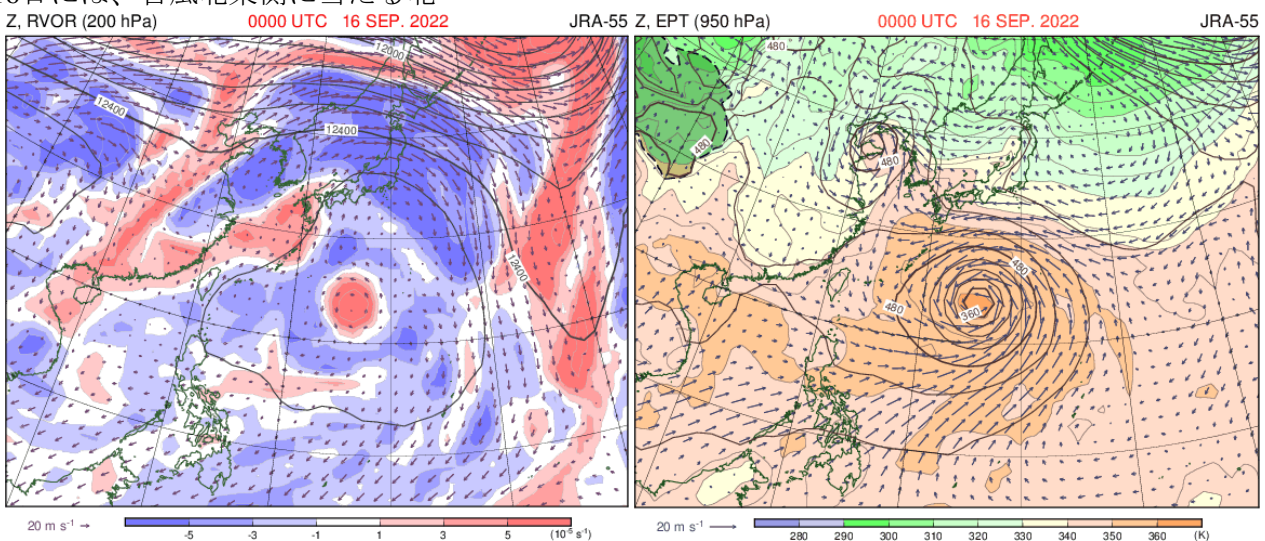 Z, RVOR (200 hPa) 0000 UTC 16 SEP. 2022 JRA-55
Z, EPT (950 hPa) 0000 UTC 16 SEP. 2022 JRA-55
12000
12400
12400
12400
480
480
480
480
480
360
20 m s⁻¹
-5 -3 -1 1 3 5 (10⁻⁵ s⁻¹)
20 m s⁻¹
280 290 300 310 320 330 340 350 360 (K)